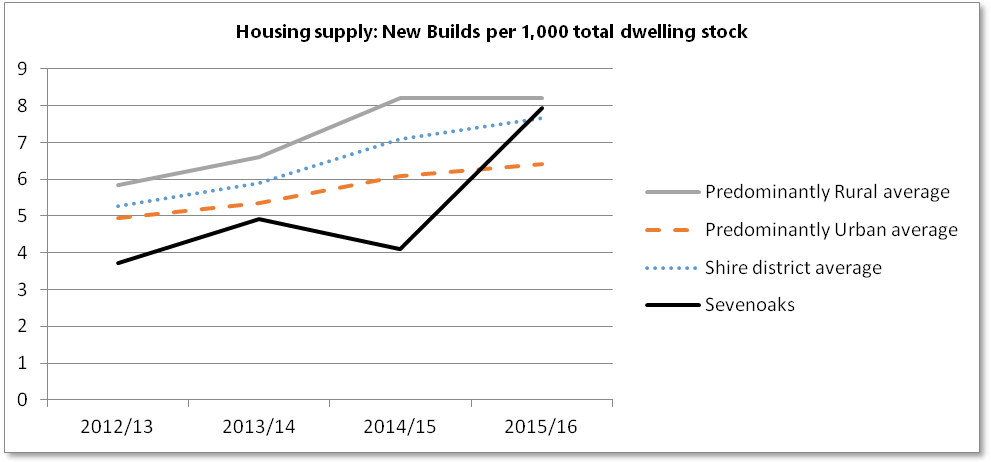 Housing supply: New Builds per 1,000 total dwelling stock
9
8
7
6
5
4
3
2
1
0
2012/13 2013/14 2014/15 2015/16
Predominantly Rural average
Predominantly Urban average
Shire district average
Sevenoaks